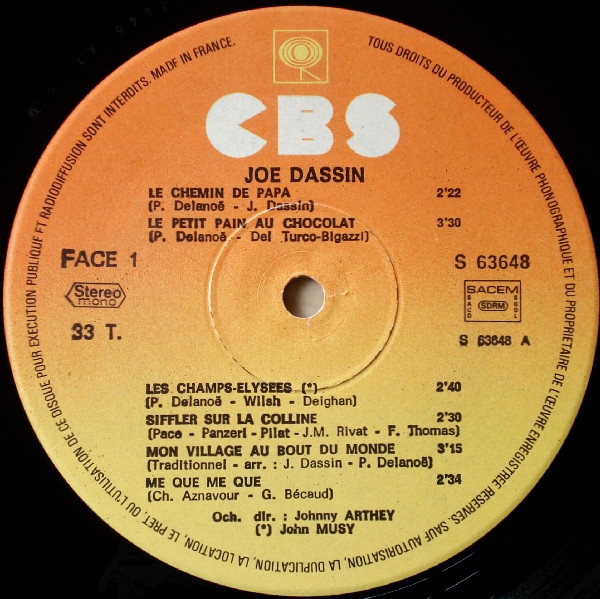 TOUS DROITS DU PRODUCTEUR DE L'ŒUVRE PHONOGRAPHIQUE ET DU PROPRIETAIRE DE L'ŒUVRE ENREGISTREE RESERVES. SAUF AUTORISATION, LA DUPLICATION, LA LOCATION, LE PRET, OU L'UTILISATION DE CE DISQUE POUR EXECUTION PUBLIQUE ET RADIODIFFUSION SONT INTERDITS. MADE IN FRANCE.
CBS
JOE DASSIN
LE CHEMIN DE PAPA 2'22
(P. Delanoë - J. Dassin)
LE PETIT PAIN AU CHOCOLAT 3'30
(P. Delanoë - Del Turco-Bigazzi)
FACE 1 S 63648
Stereo
mono
SACEM
SACD SDRM SGDL
33 T. S 63648 A
LES CHAMPS-ELYSEES (*) 2'40
(P. Delanoë - Wilsh - Deighan)
SIFFLER SUR LA COLLINE 2'30
(Pace - Panzeri - Pilat - J.M. Rivat - F. Thomas)
MON VILLAGE AU BOUT DU MONDE 3'15
(Traditionnel - arr. : J. Dassin - P. Delanoë)
ME QUE ME QUE 2'34
(Ch. Aznavour - G. Bécaud)
Och. dir. : Johnny ARTHEY
(*) John MUSY